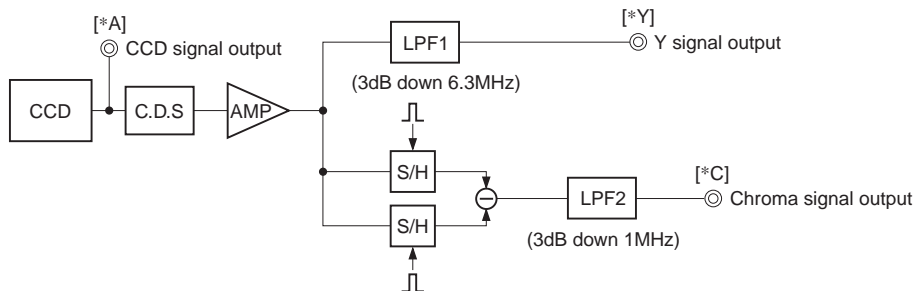 [*A]
CCD signal output
[*Y]
Y signal output
LPF1
(3dB down 6.3MHz)
CCD
C.D.S
AMP
S/H
S/H
[*C]
LPF2
Chroma signal output
(3dB down 1MHz)